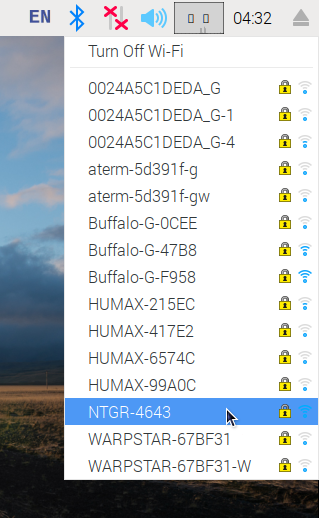 EN 04:32
Turn Off Wi-Fi
0024A5C1DEDA_G
0024A5C1DEDA_G-1
0024A5C1DEDA_G-4
aterm-5d391f-g
aterm-5d391f-gw
Buffalo-G-0CEE
Buffalo-G-47B8
Buffalo-G-F958
HUMAX-215EC
HUMAX-417E2
HUMAX-6574C
HUMAX-99A0C
NTGR-4643
WARPSTAR-67BF31
WARPSTAR-67BF31-W